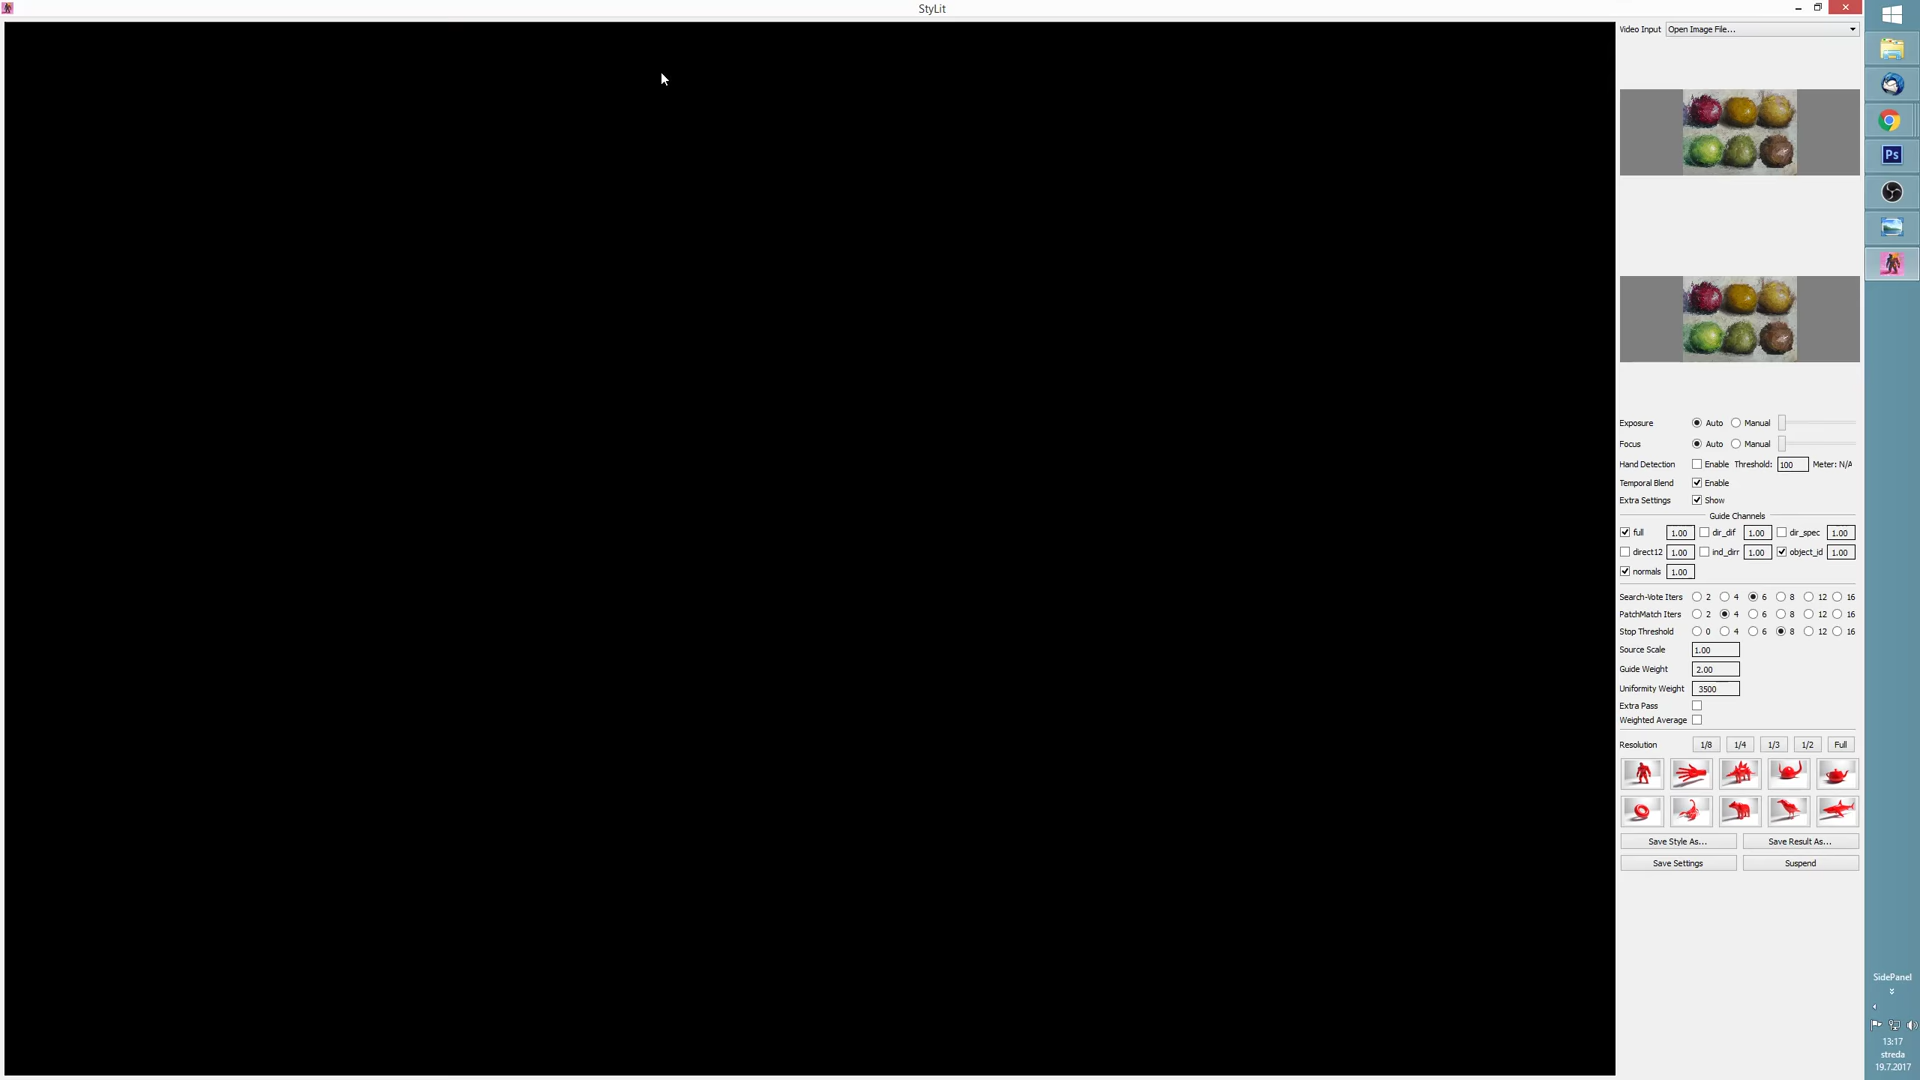 StyLit
Video Input Open Image File...
Exposure Auto Manual
Focus Auto Manual
Hand Detection Enable Threshold: 100 Meter: N/A
Temporal Blend Enable
Extra Settings Show
Guide Channels
full 1.00 dir_dif 1.00 dir_spec 1.00
direct12 1.00 ind_dirr 1.00 object_id 1.00
normals 1.00
Search-Vote Iters 2 4 6 8 12 16
PatchMatch Iters 2 4 6 8 12 16
Stop Threshold 0 4 6 8 12 16
Source Scale 1.00
Guide Weight 2.00
Uniformity Weight 3500
Extra Pass
Weighted Average
Resolution 1/8 1/4 1/3 1/2 Full
Save Style As... Save Result As...
Save Settings Suspend
Ps
SidePanel
13:17
streda
19.7.2017